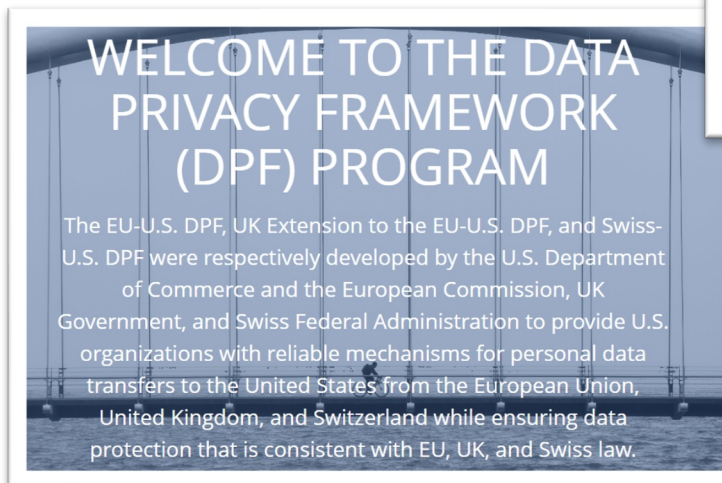 WELCOME TO THE DATA
PRIVACY FRAMEWORK
(DPF) PROGRAM
The EU-U.S. DPF, UK Extension to the EU-U.S. DPF, and Swiss-
U.S. DPF were respectively developed by the U.S. Department
of Commerce and the European Commission, UK
Government, and Swiss Federal Administration to provide U.S.
organizations with reliable mechanisms for personal data
transfers to the United States from the European Union,
United Kingdom, and Switzerland while ensuring data
protection that is consistent with EU, UK, and Swiss law.